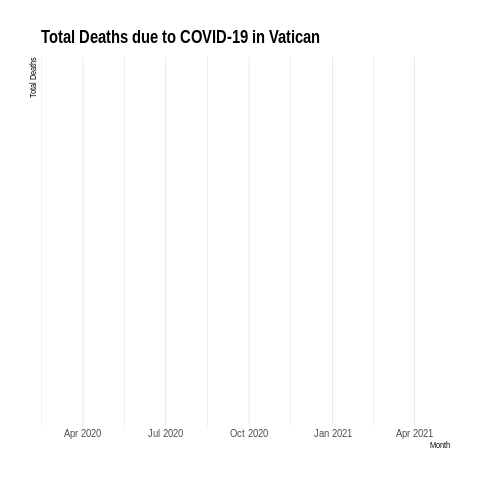 Total Deaths due to COVID-19 in Vatican
Total Deaths
Apr 2020 Jul 2020 Oct 2020 Jan 2021 Apr 2021
Month